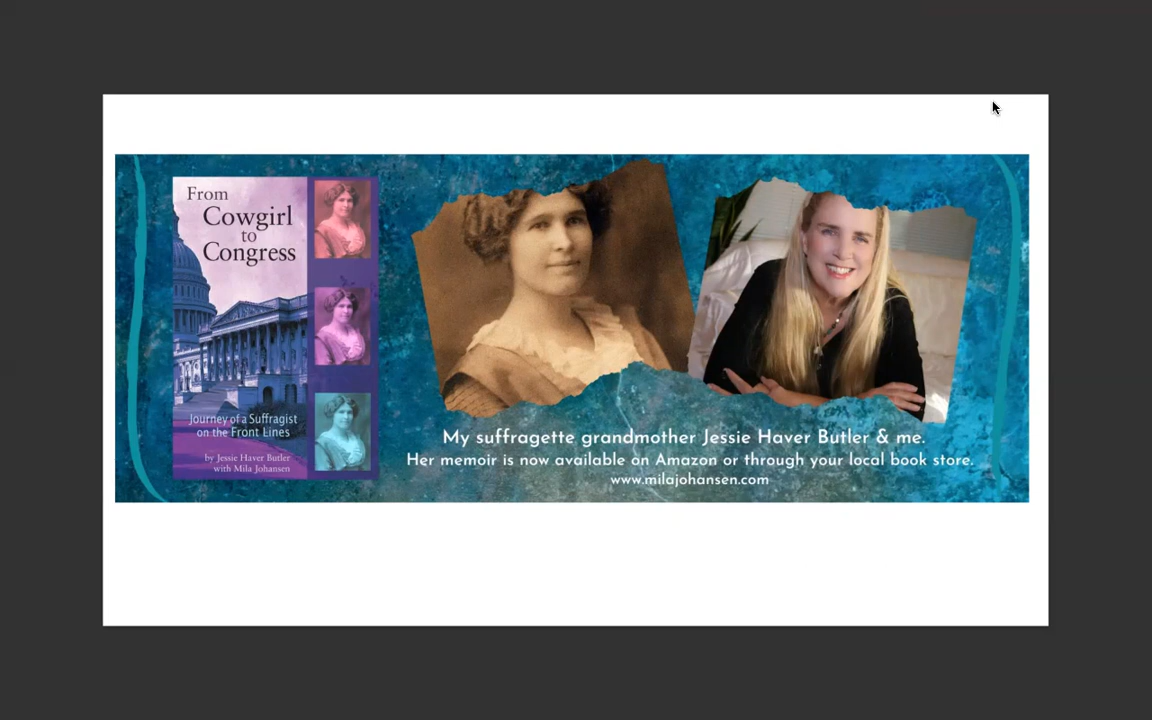 From
Cowgirl
to
Congress
Journey of a Suffragist
on the Front Lines
by Jessie Haver Butler
with Mila Johansen
My suffragette grandmother Jessie Haver Butler & me.
Her memoir is now available on Amazon or through your local book store.
www.milajohansen.com